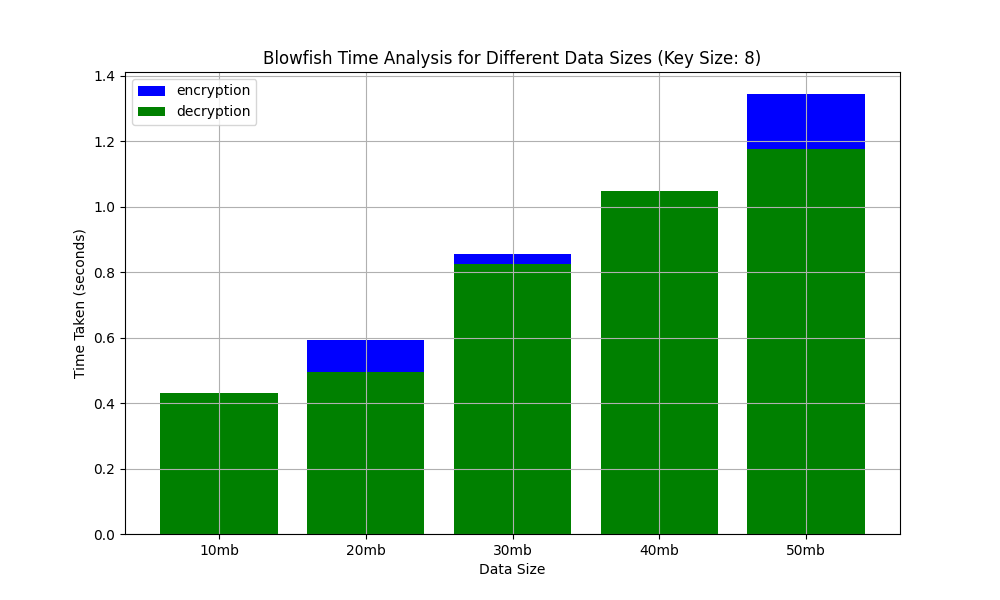 Blowfish Time Analysis for Different Data Sizes (Key Size: 8)
encryption
decryption
Time Taken (seconds)
1.4
1.2
1.0
0.8
0.6
0.4
0.2
0.0
10mb 20mb 30mb 40mb 50mb
Data Size